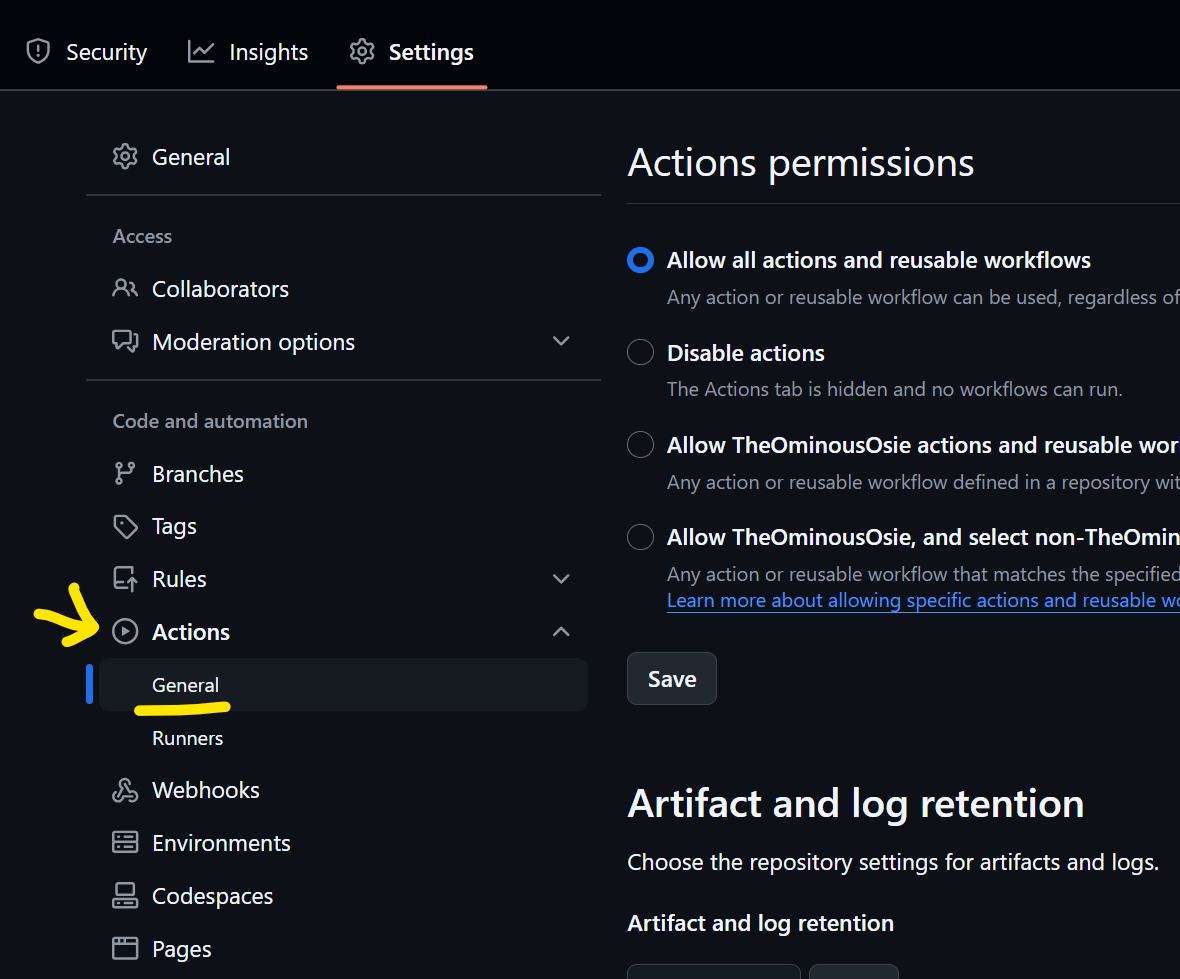 Security
Insights
Settings
General
Access
Collaborators
Moderation options
Code and automation
Branches
Tags
Rules
Actions
General
Runners
Webhooks
Environments
Codespaces
Pages
Actions permissions
Allow all actions and reusable workflows
Any action or reusable workflow can be used, regardless of
Disable actions
The Actions tab is hidden and no workflows can run.
Allow TheOminousOsie actions and reusable wor
Any action or reusable workflow defined in a repository wit
Allow TheOminousOsie, and select non-TheOmin
Any action or reusable workflow that matches the specified
Learn more about allowing specific actions and reusable wo
Save
Artifact and log retention
Choose the repository settings for artifacts and logs.
Artifact and log retention